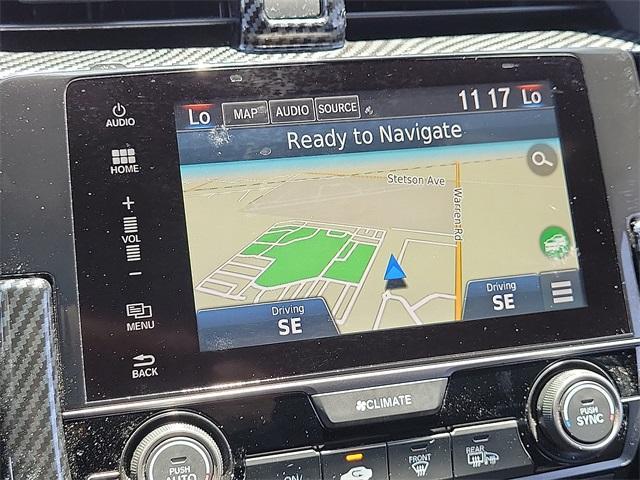 AUDIO
HOME
+
VOL
−
MENU
BACK
Lo MAP AUDIO SOURCE 11 17 Lo
Ready to Navigate
Stetson Ave
Warren Rd
Driving
SE
Driving
SE
CLIMATE
PUSH
AUTO
ON/
FRONT
REAR
PUSH
SYNC